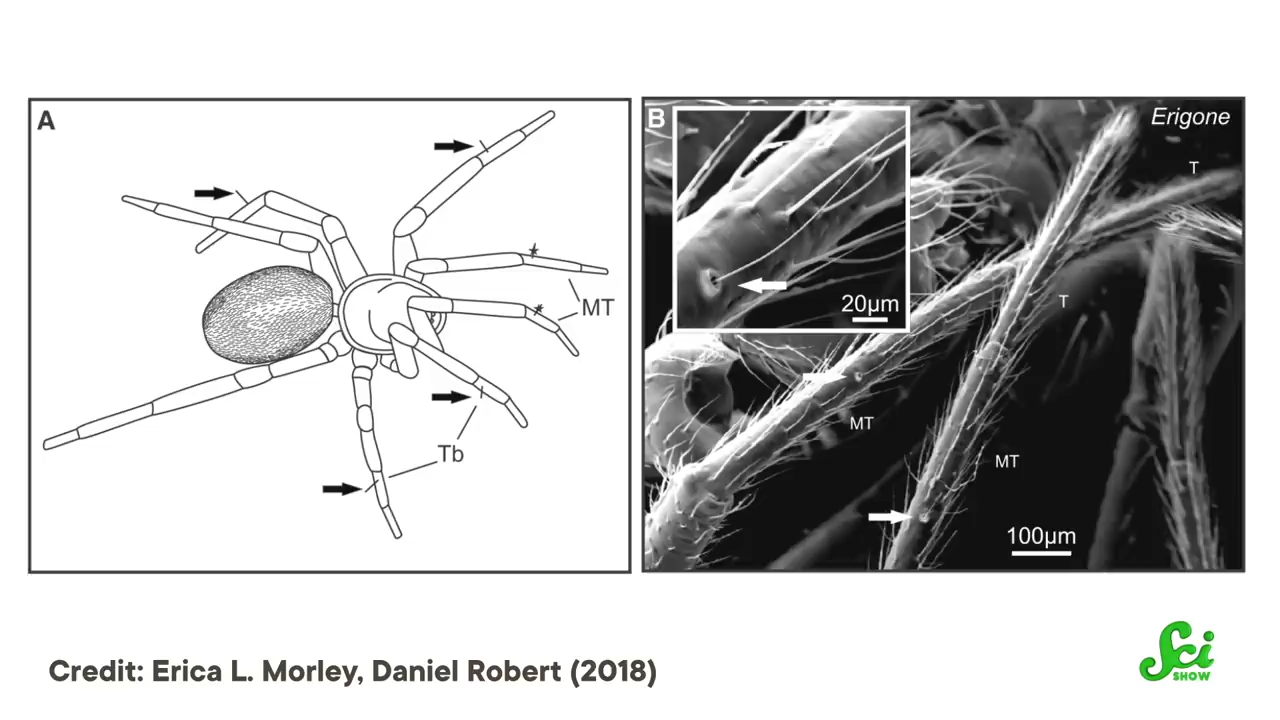 A
MT
Tb
B
Erigone
T
20µm
T
MT
MT
100µm
Credit: Erica L. Morley, Daniel Robert (2018)
Sci
SHOW